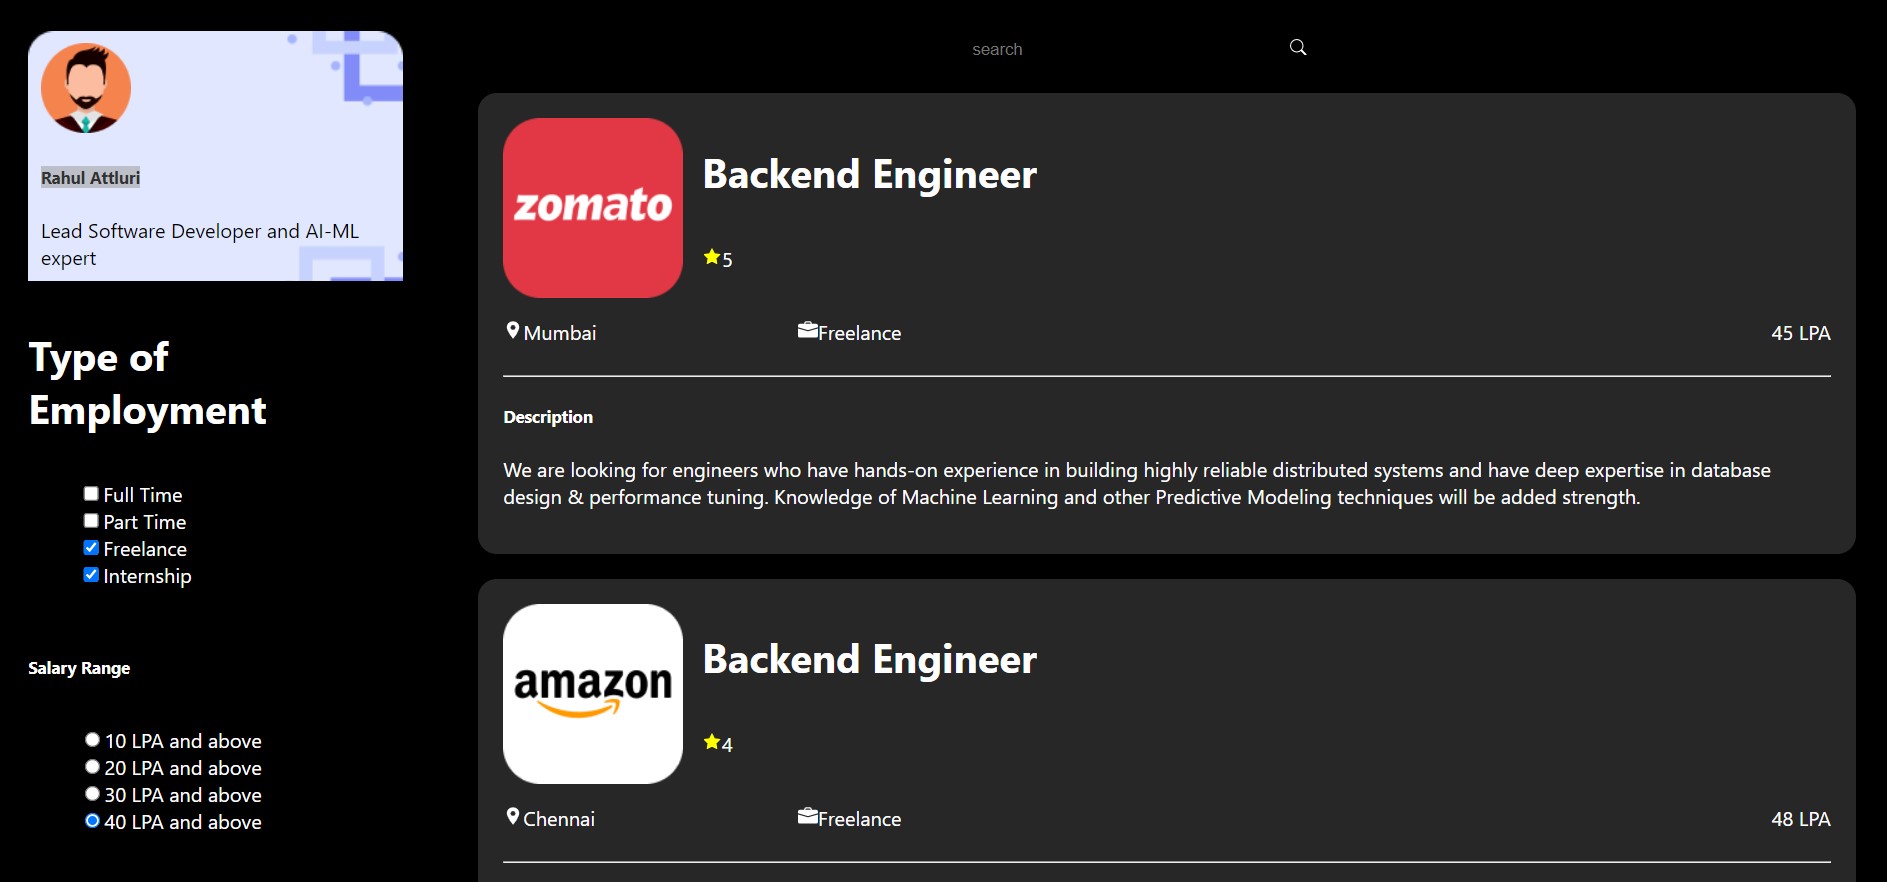 Rahul Attluri
Lead Software Developer and AI-ML
expert
Type of
Employment
Full Time
Part Time
Freelance
Internship
Salary Range
10 LPA and above
20 LPA and above
30 LPA and above
40 LPA and above
search
zomato
Backend Engineer
5
Mumbai
Freelance
45 LPA
Description
We are looking for engineers who have hands-on experience in building highly reliable distributed systems and have deep expertise in database
design & performance tuning. Knowledge of Machine Learning and other Predictive Modeling techniques will be added strength.
amazon
Backend Engineer
4
Chennai
Freelance
48 LPA